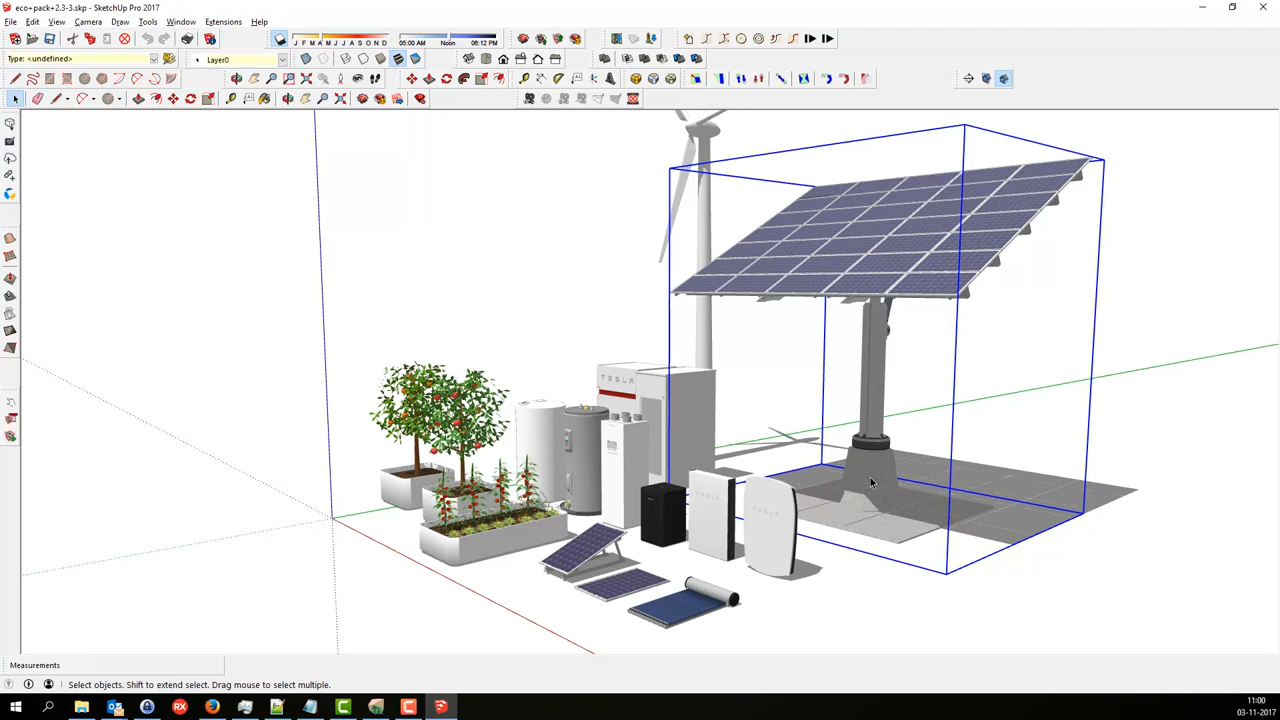 eco+pack+2.3-3.skp - SketchUp Pro 2017
File Edit View Camera Draw Tools Window Extensions Help
J F M A M J J A S O N D 05:00 AM Noon 06:12 PM
Type: <undefined> Layer0
TESLA
TESLA
TESLA
Measurements
Select objects. Shift to extend select. Drag mouse to select multiple.
11:00
03-11-2017